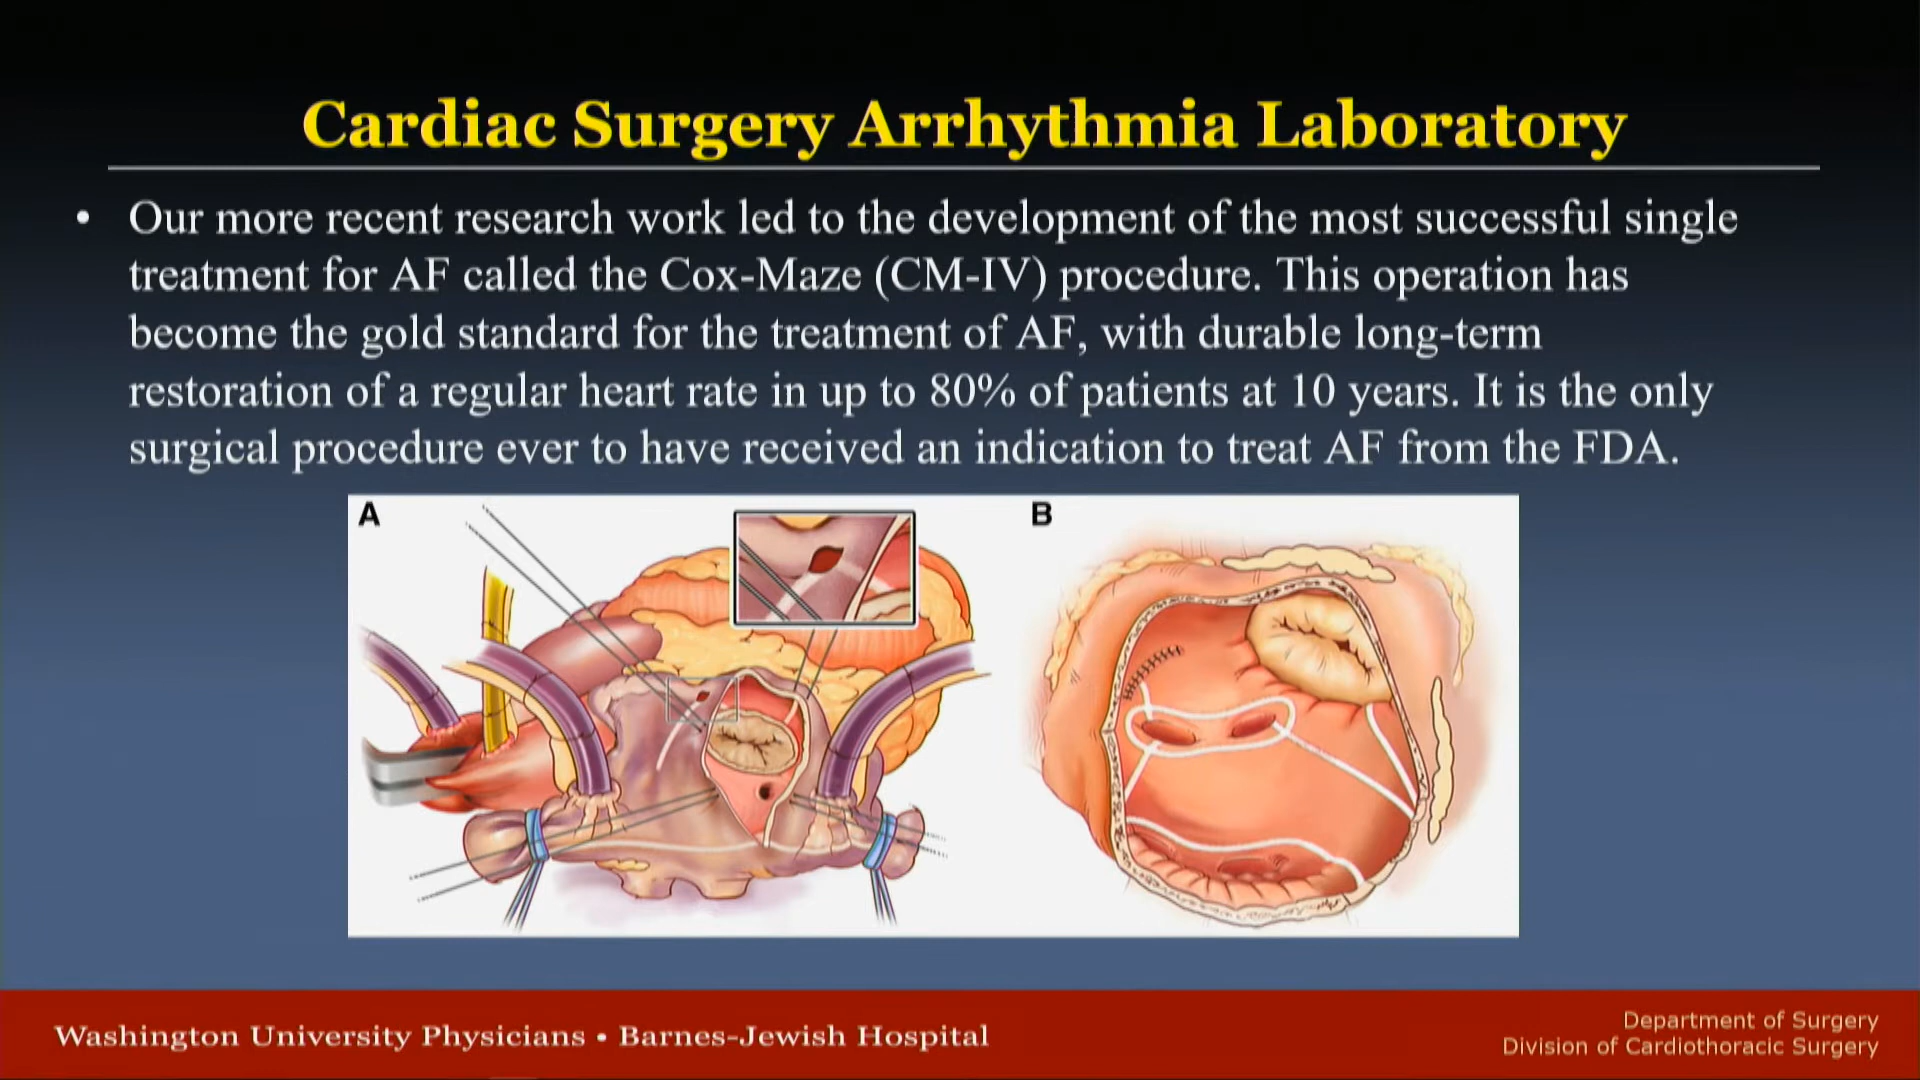 Cardiac Surgery Arrhythmia Laboratory
• Our more recent research work led to the development of the most successful single
treatment for AF called the Cox-Maze (CM-IV) procedure. This operation has
become the gold standard for the treatment of AF, with durable long-term
restoration of a regular heart rate in up to 80% of patients at 10 years. It is the only
surgical procedure ever to have received an indication to treat AF from the FDA.
A
B
Washington University Physicians • Barnes-Jewish Hospital
Department of Surgery
Division of Cardiothoracic Surgery